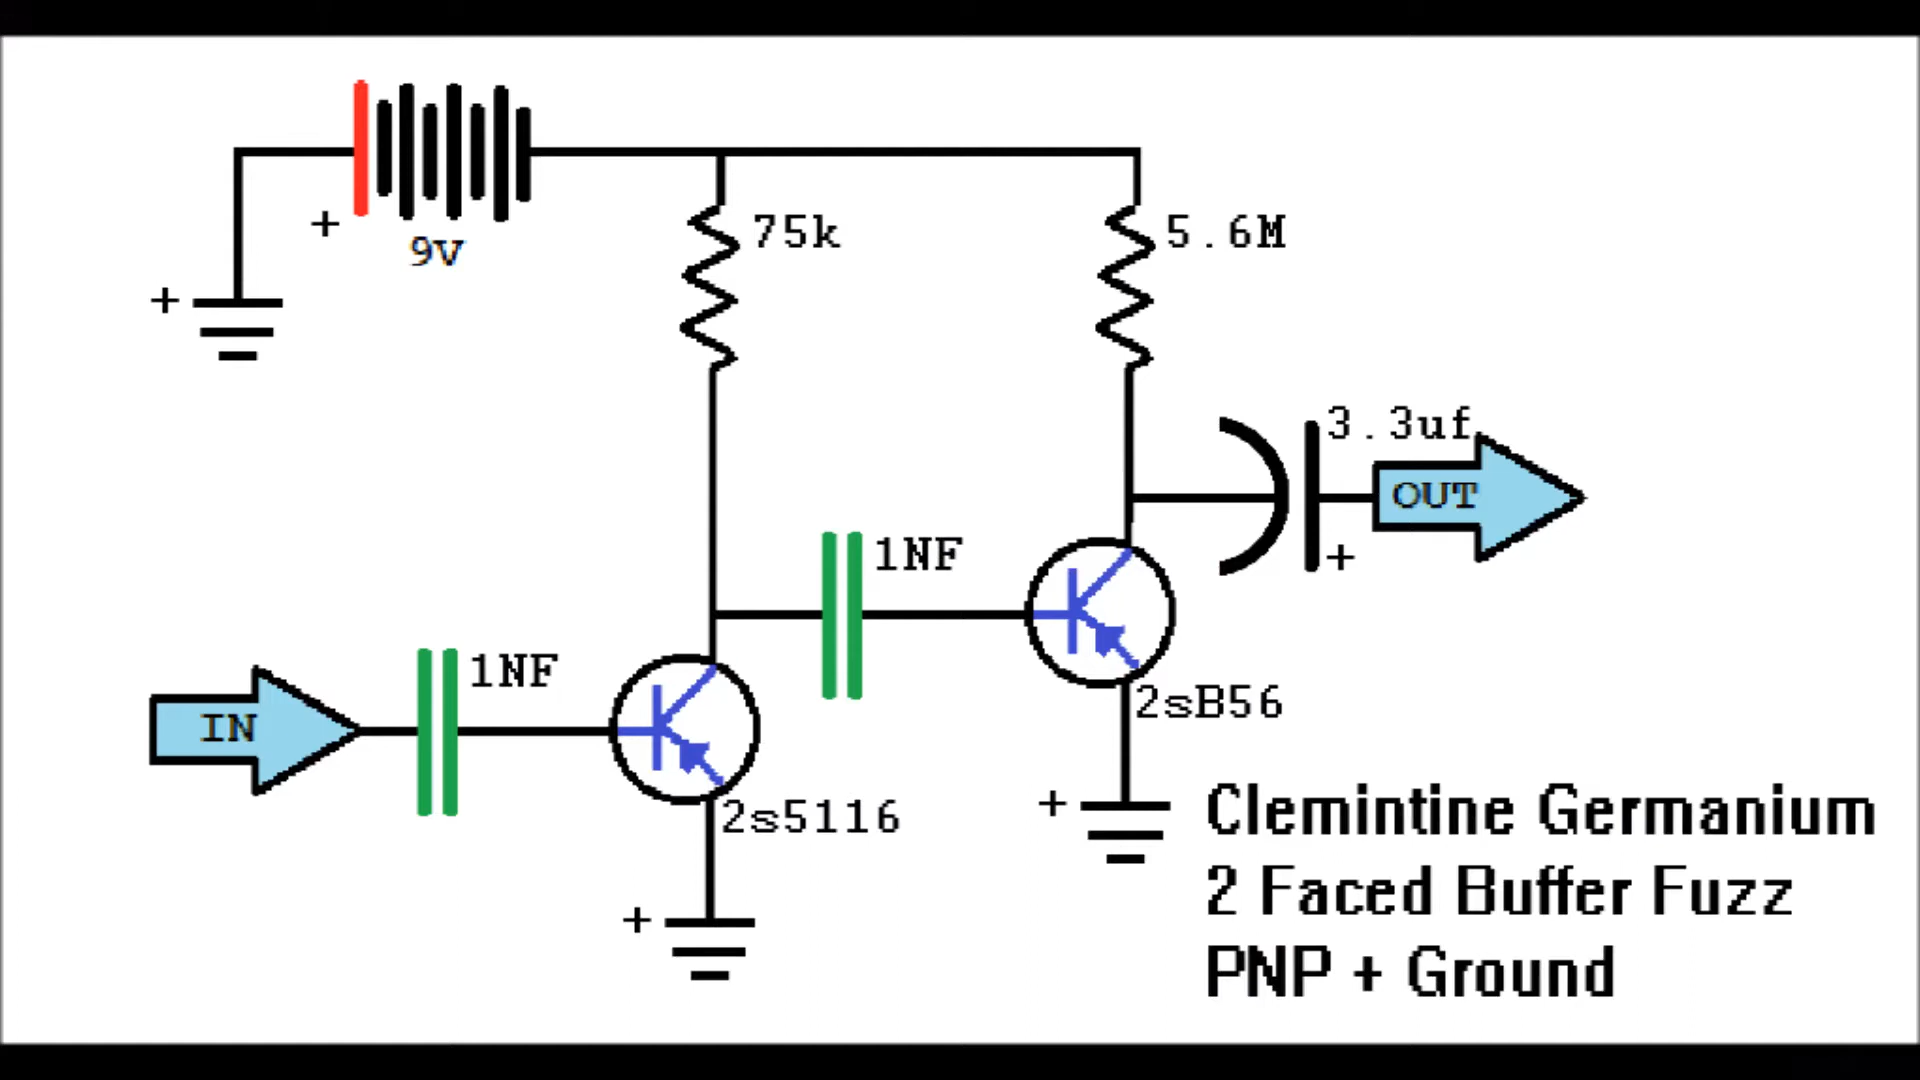 +
9V
+
75k
5.6M
3.3uf
OUT
+
1NF
1NF
IN
2sB56
2s5116
+
+
Clemintine Germanium
2 Faced Buffer Fuzz
PNP + Ground